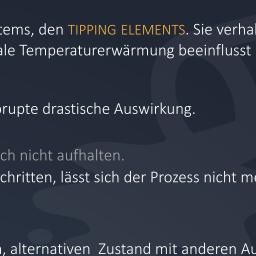 tems, den TIPPING ELEMENTS. Sie verha
ale Temperaturerwärmung beeinflusst
brupte drastische Auswirkung.
ch nicht aufhalten.
chritten, lässt sich der Prozess nicht me
, alternativen Zustand mit anderen Au